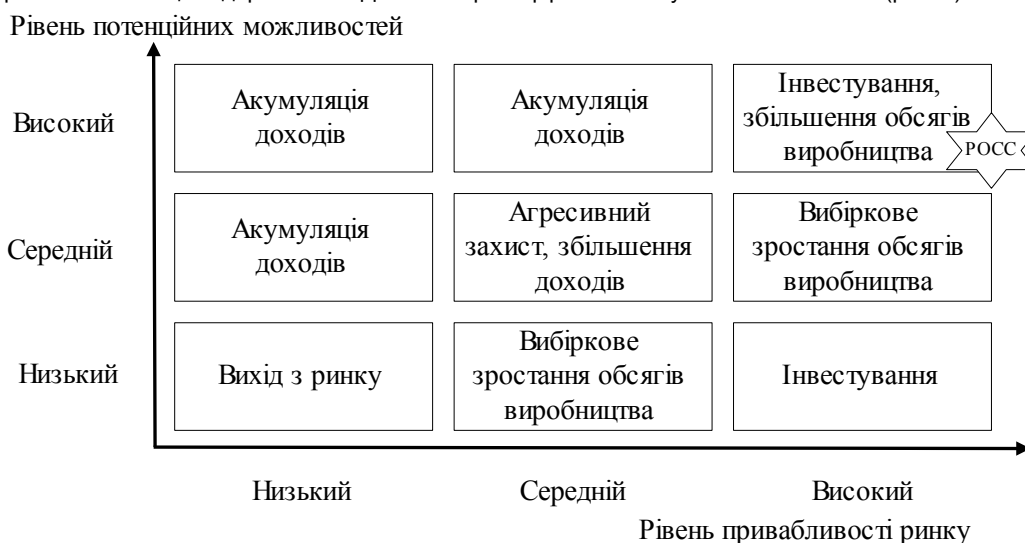 Рівень потенційних можливостей
Високий
Акумуляція
доходів
Акумуляція
доходів
Інвестування,
збільшення обсягів
виробництва
РОСС
Середній
Акумуляція
доходів
Агресивний
захист, збільшення
доходів
Вибіркове
зростання обсягів
виробництва
Низький
Вихід з ринку
Вибіркове
зростання обсягів
виробництва
Інвестування
Низький
Середній
Високий
Рівень привабливості ринку